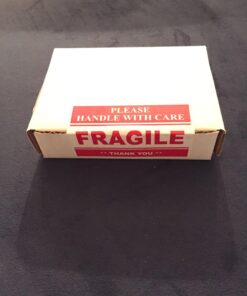 PLEASE
HANDLE WITH CARE
FRAGILE
** THANK YOU **